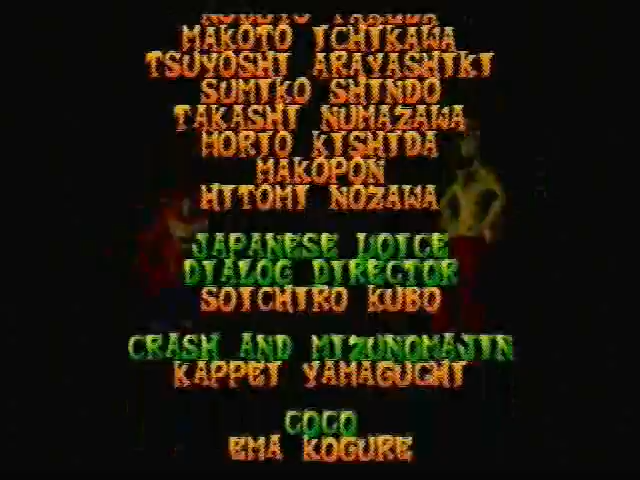 MAKOTO ICHIKAWA
TSUYOSHI ARAYASHIKI
SUMIKO SHINDO
TAKASHI NUMAZAWA
MORIO KISHIDA
MAKOPON
HITOMI NOZAWA
JAPANESE VOICE
DIALOG DIRECTOR
SOICHIRO KUBO
CRASH AND MIZUNOMAJIN
KAPPEI YAMAGUCHI
COCO
EMA KOGURE